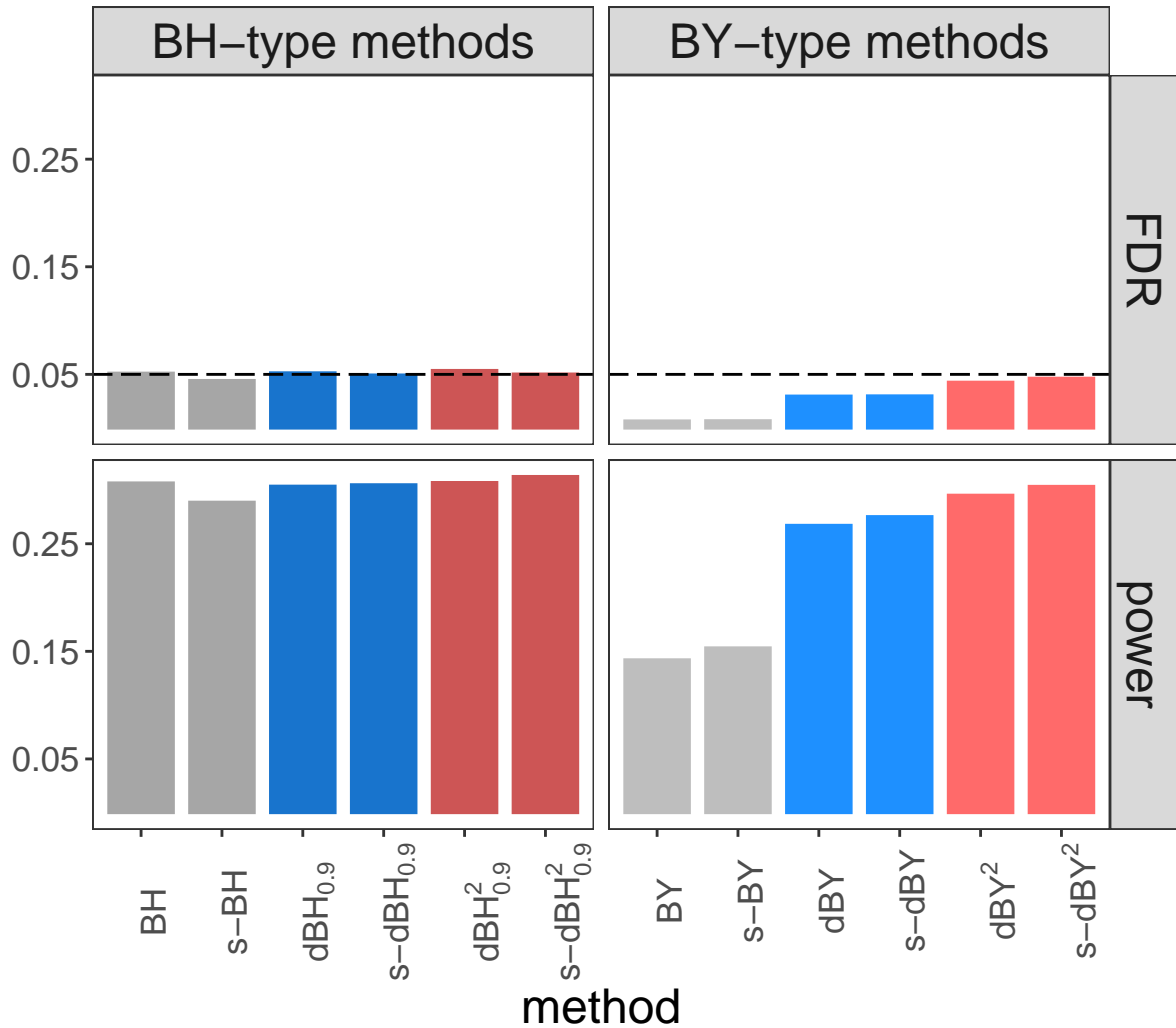 BH−type methods
BY−type methods
0.25
0.15
0.05
FDR
0.25
0.15
0.05
power
BH
s−BH
dBH0.9
s−dBH0.9
dBH²0.9
s−dBH²0.9
BY
s−BY
dBY
s−dBY
dBY²
s−dBY²
method